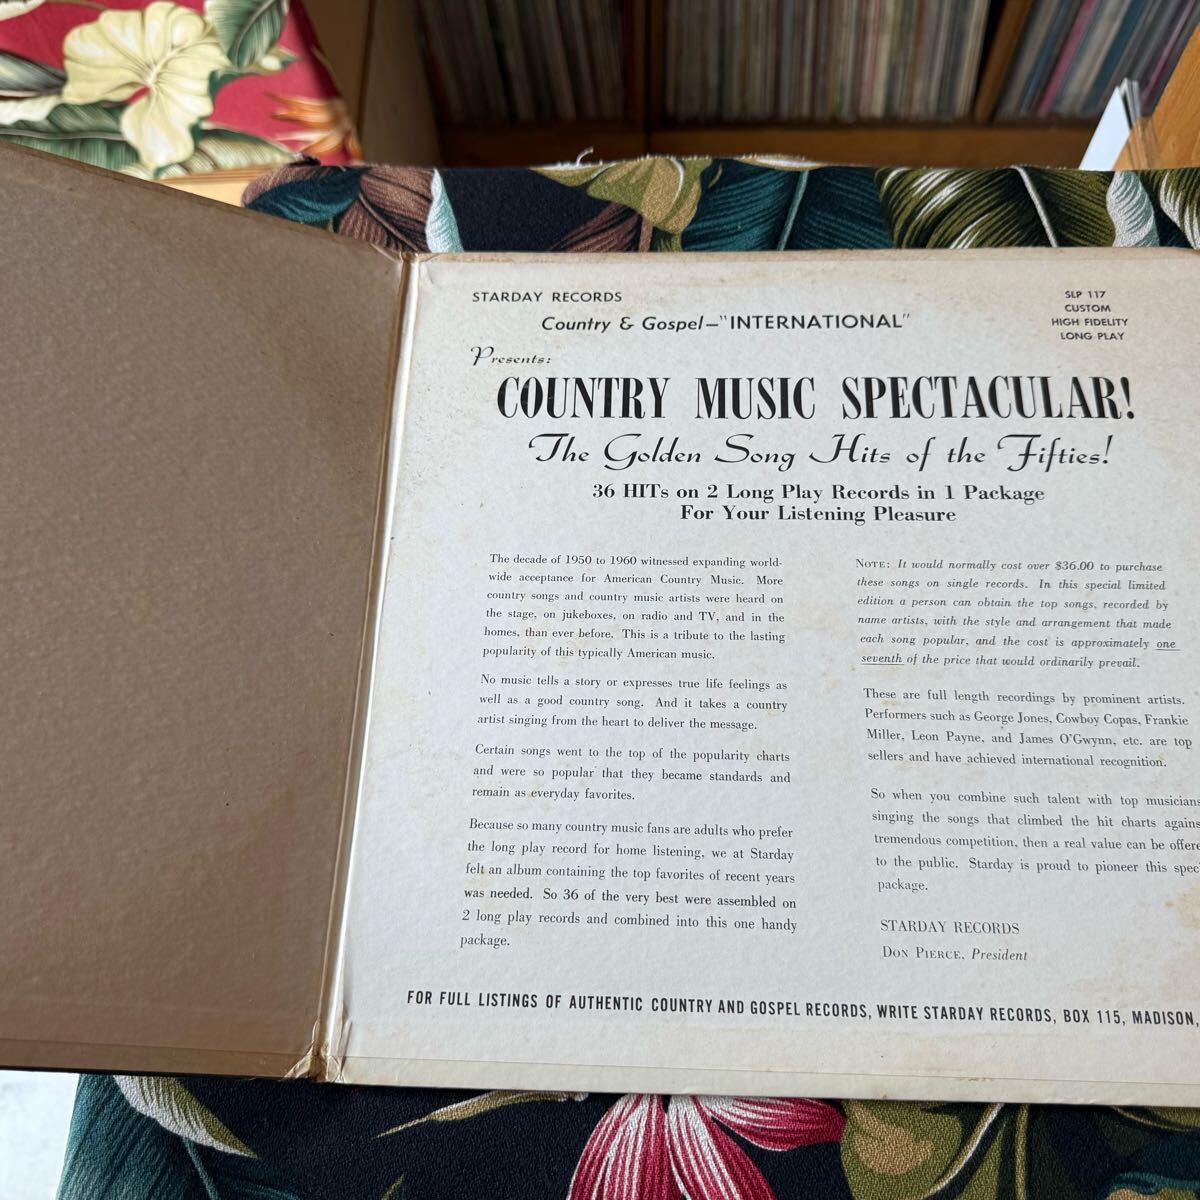 STARDAY RECORDS
Country & Gospel—"INTERNATIONAL"
SLP 117
CUSTOM
HIGH FIDELITY
LONG PLAY
Presents:
COUNTRY MUSIC SPECTACULAR!
The Golden Song Hits of the Fifties!
36 HITs on 2 Long Play Records in 1 Package
For Your Listening Pleasure
The decade of 1950 to 1960 witnessed expanding world-
wide acceptance for American Country Music. More
country songs and country music artists were heard on
the stage, on jukeboxes, on radio and TV, and in the
homes, than ever before. This is a tribute to the lasting
popularity of this typically American music.
No music tells a story or expresses true life feelings as
well as a good country song. And it takes a country
artist singing from the heart to deliver the message.
Certain songs went to the top of the popularity charts
and were so popular that they became standards and
remain as everyday favorites.
Because so many country music fans are adults who prefer
the long play record for home listening, we at Starday
felt an album containing the top favorites of recent years
was needed. So 36 of the very best were assembled on
2 long play records and combined into this one handy
package.
NOTE: It would normally cost over $36.00 to purchase
these songs on single records. In this special limited
edition a person can obtain the top songs, recorded by
name artists, with the style and arrangement that made
each song popular, and the cost is approximately one
seventh of the price that would ordinarily prevail.
These are full length recordings by prominent artists.
Performers such as George Jones, Cowboy Copas, Frankie
Miller, Leon Payne, and James O'Gwynn, etc. are top
sellers and have achieved international recognition.
So when you combine such talent with top musicians
singing the songs that climbed the hit charts agains
tremendous competition, then a real value can be offere
to the public. Starday is proud to pioneer this spec
package.
STARDAY RECORDS
DON PIERCE, President
FOR FULL LISTINGS OF AUTHENTIC COUNTRY AND GOSPEL RECORDS, WRITE STARDAY RECORDS, BOX 115, MADISON,